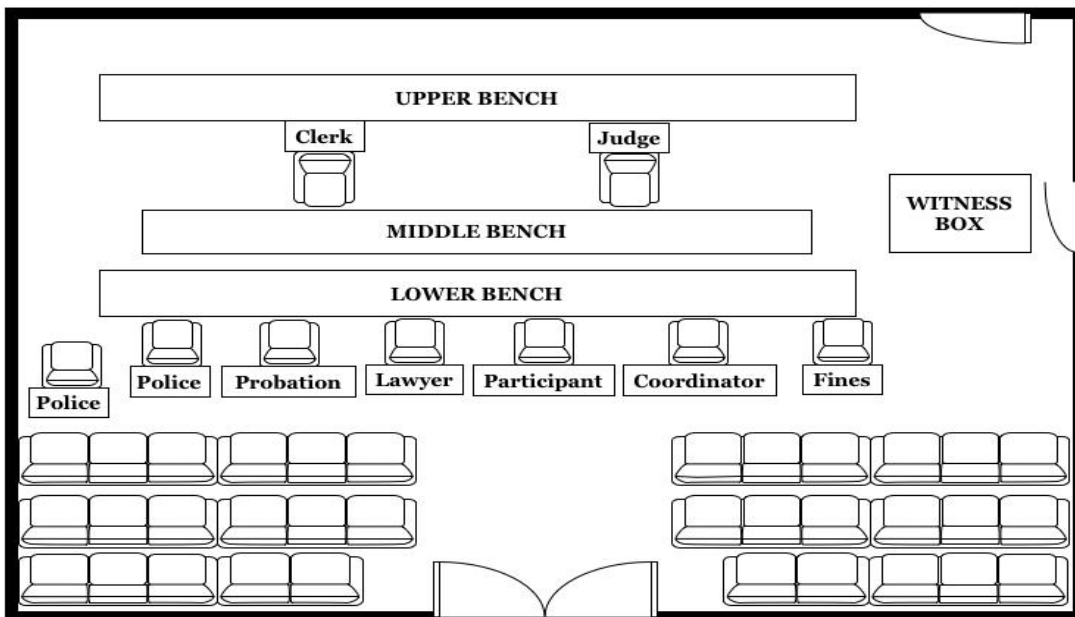 UPPER BENCH
Clerk
Judge
WITNESS
BOX
MIDDLE BENCH
LOWER BENCH
Police
Probation
Lawyer
Participant
Coordinator
Fines
Police